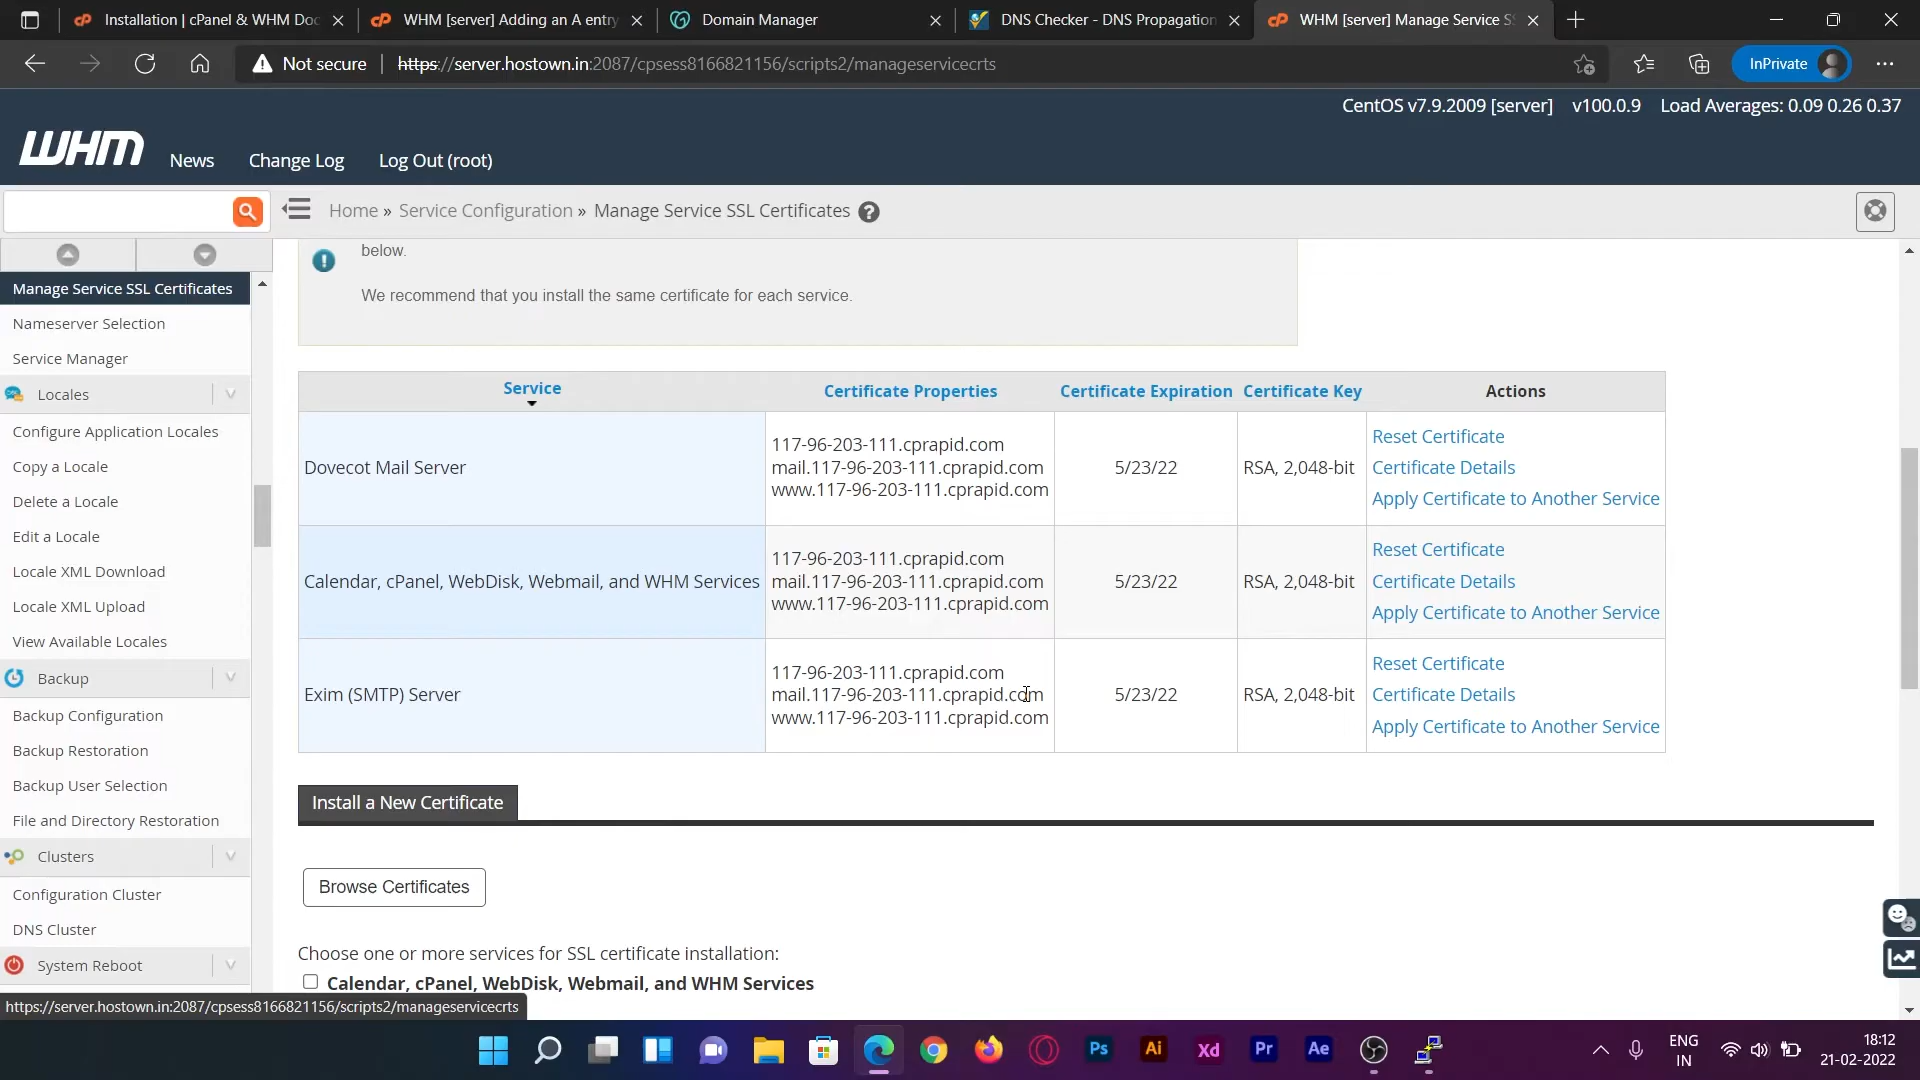 Installation | cPanel & WHM Doc
WHM [server] Adding an A entry
Domain Manager
DNS Checker - DNS Propagation
WHM [server] Manage Service S
Not secure
https://server.hostown.in:2087/cpsess8166821156/scripts2/manageservicecrts
InPrivate
CentOS v7.9.2009 [server] v100.0.9 Load Averages: 0.09 0.26 0.37
WHM
News
Change Log
Log Out (root)
Home » Service Configuration » Manage Service SSL Certificates
Manage Service SSL Certificates
Nameserver Selection
Service Manager
Locales
Configure Application Locales
Copy a Locale
Delete a Locale
Edit a Locale
Locale XML Download
Locale XML Upload
View Available Locales
Backup
Backup Configuration
Backup Restoration
Backup User Selection
File and Directory Restoration
Clusters
Configuration Cluster
DNS Cluster
System Reboot
below.
We recommend that you install the same certificate for each service.
Service Certificate Properties Certificate Expiration Certificate Key Actions
Dovecot Mail Server
117-96-203-111.cprapid.com
mail.117-96-203-111.cprapid.com
www.117-96-203-111.cprapid.com
5/23/22
RSA, 2,048-bit
Reset Certificate
Certificate Details
Apply Certificate to Another Service
Calendar, cPanel, WebDisk, Webmail, and WHM Services
117-96-203-111.cprapid.com
mail.117-96-203-111.cprapid.com
www.117-96-203-111.cprapid.com
5/23/22
RSA, 2,048-bit
Reset Certificate
Certificate Details
Apply Certificate to Another Service
Exim (SMTP) Server
117-96-203-111.cprapid.com
mail.117-96-203-111.cprapid.com
www.117-96-203-111.cprapid.com
5/23/22
RSA, 2,048-bit
Reset Certificate
Certificate Details
Apply Certificate to Another Service
Install a New Certificate
Browse Certificates
Choose one or more services for SSL certificate installation:
Calendar, cPanel, WebDisk, Webmail, and WHM Services
https://server.hostown.in:2087/cpsess8166821156/scripts2/manageservicecrts
Ps
Ai
Xd
Pr
Ae
ENG
IN
18:12
21-02-2022